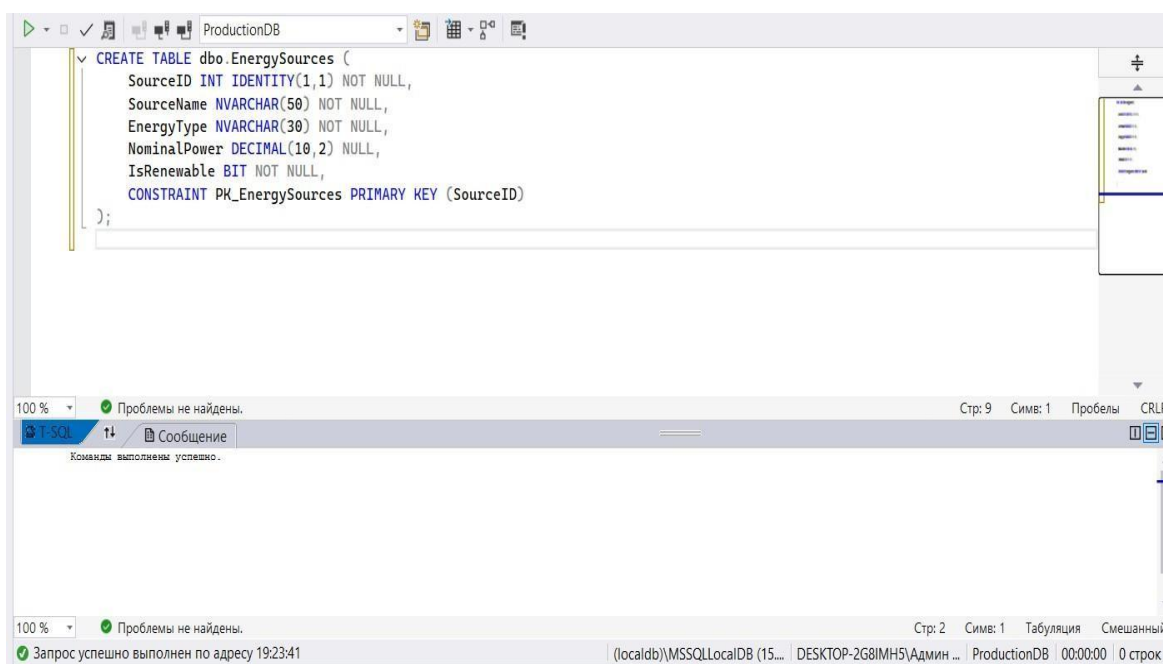 ProductionDB
CREATE TABLE dbo.EnergySources (
SourceID INT IDENTITY(1,1) NOT NULL,
SourceName NVARCHAR(50) NOT NULL,
EnergyType NVARCHAR(30) NOT NULL,
NominalPower DECIMAL(10,2) NULL,
IsRenewable BIT NOT NULL,
CONSTRAINT PK_EnergySources PRIMARY KEY (SourceID)
);
100 % Проблемы не найдены. Стр: 9 Симв: 1 Пробелы CRLF
T-SQL Сообщение
Команды выполнены успешно.
100 % Проблемы не найдены. Стр: 2 Симв: 1 Табуляция Смешанный
Запрос успешно выполнен по адресу 19:23:41 (localdb)\MSSQLLocalDB (15.... DESKTOP-2G8IMH5\Админ ... ProductionDB 00:00:00 0 строк